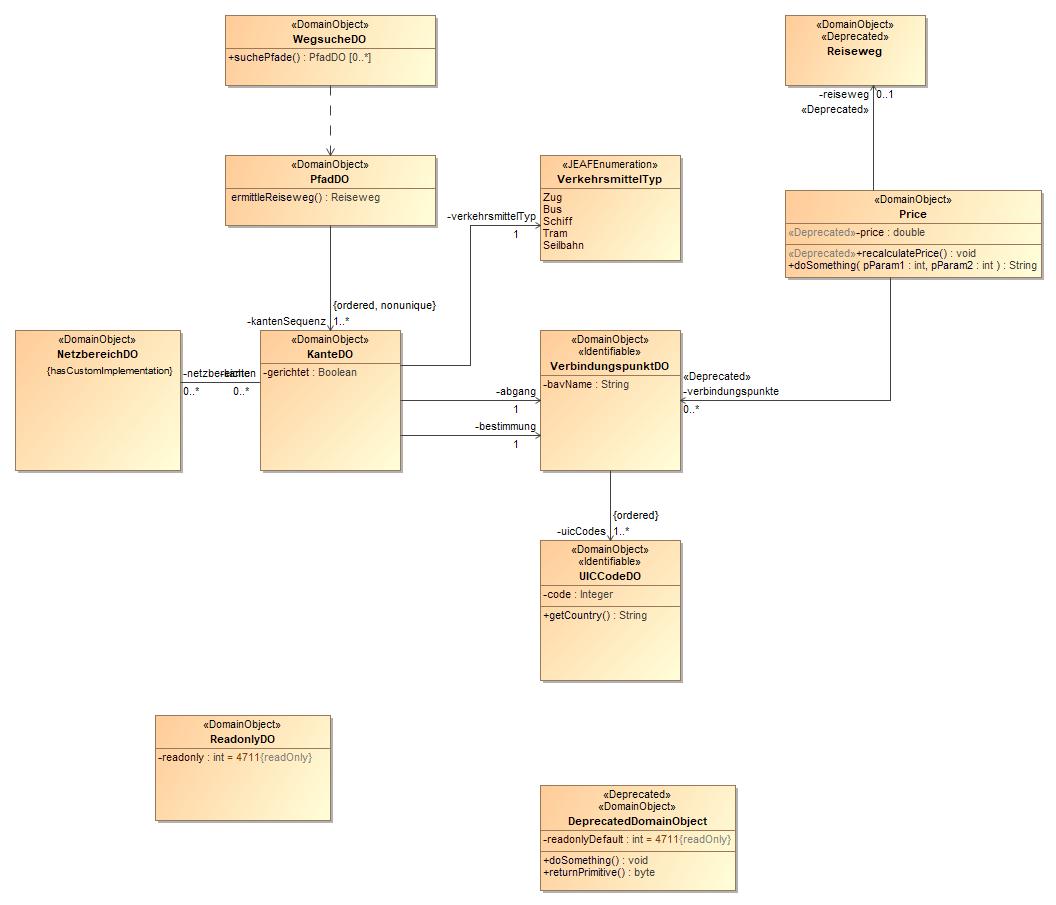 «DomainObject»
WegsucheDO
+suchePfade() : PfadDO [0..*]
«DomainObject»
«Deprecated»
Reiseweg
-reiseweg 0..1
«Deprecated»
«DomainObject»
PfadDO
ermittleReiseweg() : Reiseweg
«JEAFEnumeration»
VerkehrsmittelTyp
Zug
Bus
Schiff
Tram
Seilbahn
-verkehrsmittelTyp
1
«DomainObject»
Price
«Deprecated»-price : double
«Deprecated»+recalculatePrice() : void
+doSomething( pParam1 : int, pParam2 : int ) : String
{ordered, nonunique}
-kantenSequenz 1..*
«DomainObject»
NetzbereichDO
{hasCustomImplementation}
-netzbereiche
0..*
-kanten
0..*
«DomainObject»
KanteDO
-gerichtet : Boolean
-abgang
1
-bestimmung
1
«DomainObject»
«Identifiable»
VerbindungspunktDO
-bavName : String
«Deprecated»
-verbindungspunkte
0..*
{ordered}
-uicCodes 1..*
«DomainObject»
«Identifiable»
UICCodeDO
-code : Integer
+getCountry() : String
«DomainObject»
ReadonlyDO
-readonly : int = 4711{readOnly}
«Deprecated»
«DomainObject»
DeprecatedDomainObject
-readonlyDefault : int = 4711{readOnly}
+doSomething() : void
+returnPrimitive() : byte